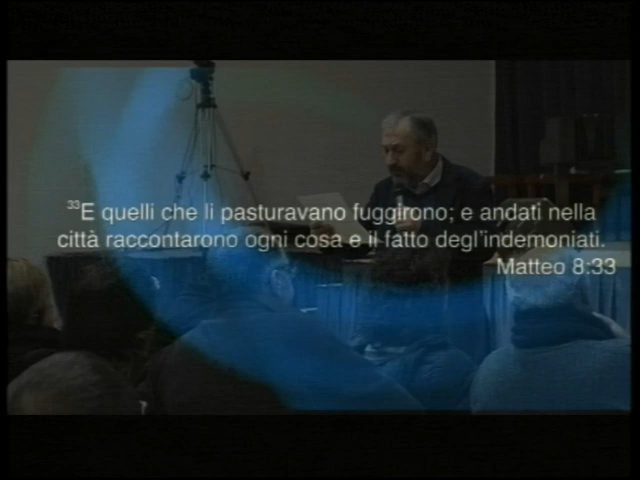 ³³E quelli che li pasturavano fuggirono; e andati nella
città raccontarono ogni cosa e il fatto degl'indemoniati.
Matteo 8:33